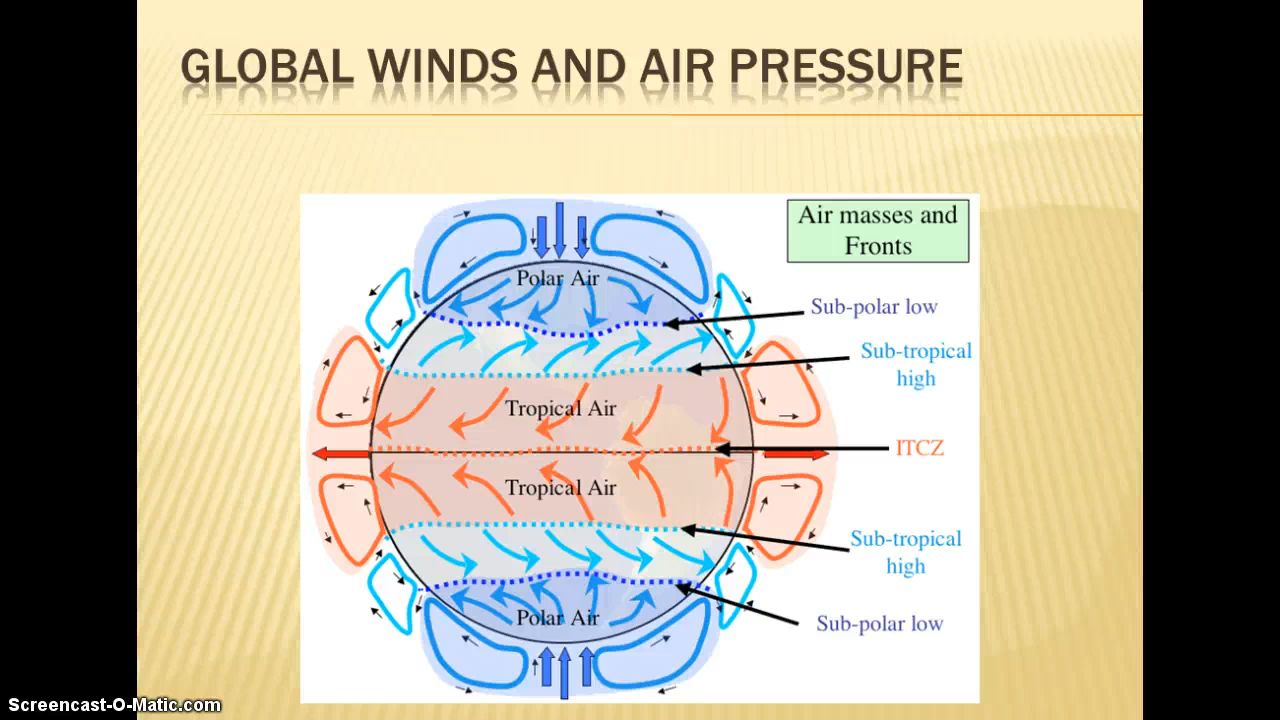 GLOBAL WINDS AND AIR PRESSURE
Air masses and
Fronts
Polar Air
Sub-polar low
Sub-tropical
high
Tropical Air
ITCZ
Tropical Air
Sub-tropical
high
Polar Air
Sub-polar low
Screencast-O-Matic.com